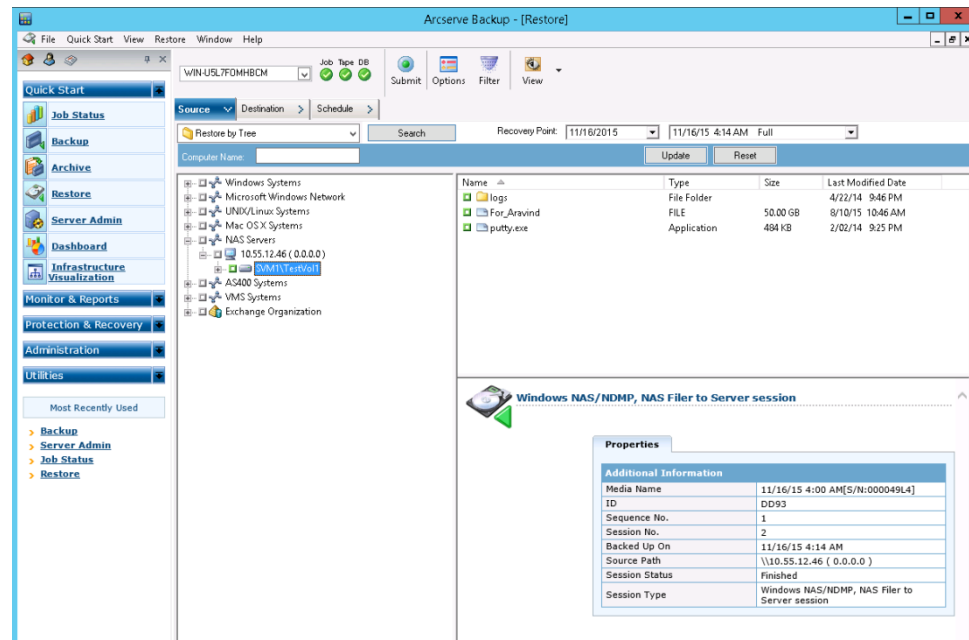 Arcserve Backup - [Restore]
File Quick Start View Restore Window Help
WIN-U5L7FOMHBCM
Job Tape DB
Submit Options Filter View
Quick Start
Job Status
Backup
Archive
Restore
Server Admin
Dashboard
Infrastructure
Visualization
Monitor & Reports
Protection & Recovery
Administration
Utilities
Most Recently Used
Backup
Server Admin
Job Status
Restore
Source Destination Schedule
Restore by Tree Search Recovery Point: 11/16/2015 11/16/15 4:14 AM Full
Computer Name: Update Reset
Windows Systems
Microsoft Windows Network
UNIX/Linux Systems
Mac OS X Systems
NAS Servers
10.55.12.46 ( 0.0.0.0 )
SVM1\TestVol1
AS400 Systems
VMS Systems
Exchange Organization
Name Type Size Last Modified Date
logs File Folder 4/22/14 9:46 PM
For_Aravind FILE 50.00 GB 8/10/15 10:46 AM
putty.exe Application 484 KB 2/02/14 9:25 PM
Windows NAS/NDMP, NAS Filer to Server session
Properties
Additional Information
Media Name 11/16/15 4:00 AM[S/N:000049L4]
ID DD93
Sequence No. 1
Session No. 2
Backed Up On 11/16/15 4:14 AM
Source Path \\10.55.12.46 ( 0.0.0.0 )
Session Status Finished
Session Type Windows NAS/NDMP, NAS Filer to
Server session